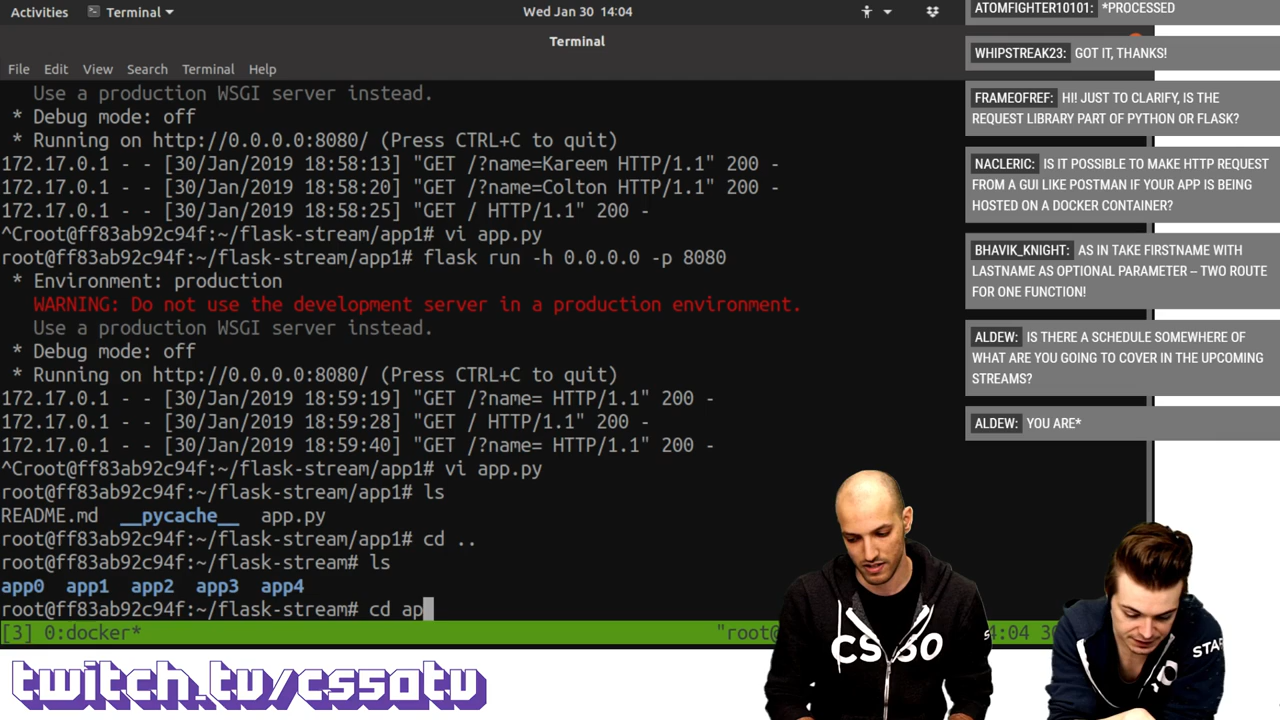 Activities
Terminal
Wed Jan 30 14:04
Terminal
File Edit View Search Terminal Help
Use a production WSGI server instead.
* Debug mode: off
* Running on http://0.0.0.0:8080/ (Press CTRL+C to quit)
172.17.0.1 - - [30/Jan/2019 18:58:13] "GET /?name=Kareem HTTP/1.1" 200 -
172.17.0.1 - - [30/Jan/2019 18:58:20] "GET /?name=Colton HTTP/1.1" 200 -
172.17.0.1 - - [30/Jan/2019 18:58:25] "GET / HTTP/1.1" 200 -
^Croot@ff83ab92c94f:~/flask-stream/app1# vi app.py
root@ff83ab92c94f:~/flask-stream/app1# flask run -h 0.0.0.0 -p 8080
* Environment: production
WARNING: Do not use the development server in a production environment.
Use a production WSGI server instead.
* Debug mode: off
* Running on http://0.0.0.0:8080/ (Press CTRL+C to quit)
172.17.0.1 - - [30/Jan/2019 18:59:19] "GET /?name= HTTP/1.1" 200 -
172.17.0.1 - - [30/Jan/2019 18:59:28] "GET / HTTP/1.1" 200 -
172.17.0.1 - - [30/Jan/2019 18:59:40] "GET /?name= HTTP/1.1" 200 -
^Croot@ff83ab92c94f:~/flask-stream/app1# vi app.py
root@ff83ab92c94f:~/flask-stream/app1# ls
README.md __pycache__ app.py
root@ff83ab92c94f:~/flask-stream/app1# cd ..
root@ff83ab92c94f:~/flask-stream# ls
app0 app1 app2 app3 app4
root@ff83ab92c94f:~/flask-stream# cd ap
[3] 0:docker* "root@ 14:04 30
ATOMFIGHTER10101: *PROCESSED
WHIPSTREAK23: GOT IT, THANKS!
FRAMEOFREF: HI! JUST TO CLARIFY, IS THE
REQUEST LIBRARY PART OF PYTHON OR FLASK?
NACLERIC: IS IT POSSIBLE TO MAKE HTTP REQUEST
FROM A GUI LIKE POSTMAN IF YOUR APP IS BEING
HOSTED ON A DOCKER CONTAINER?
BHAVIK_KNIGHT: AS IN TAKE FIRSTNAME WITH
LASTNAME AS OPTIONAL PARAMETER – TWO ROUTE
FOR ONE FUNCTION!
ALDEW: IS THERE A SCHEDULE SOMEWHERE OF
WHAT ARE YOU GOING TO COVER IN THE UPCOMING
STREAMS?
ALDEW: YOU ARE*
twitch.tv/cs50tv